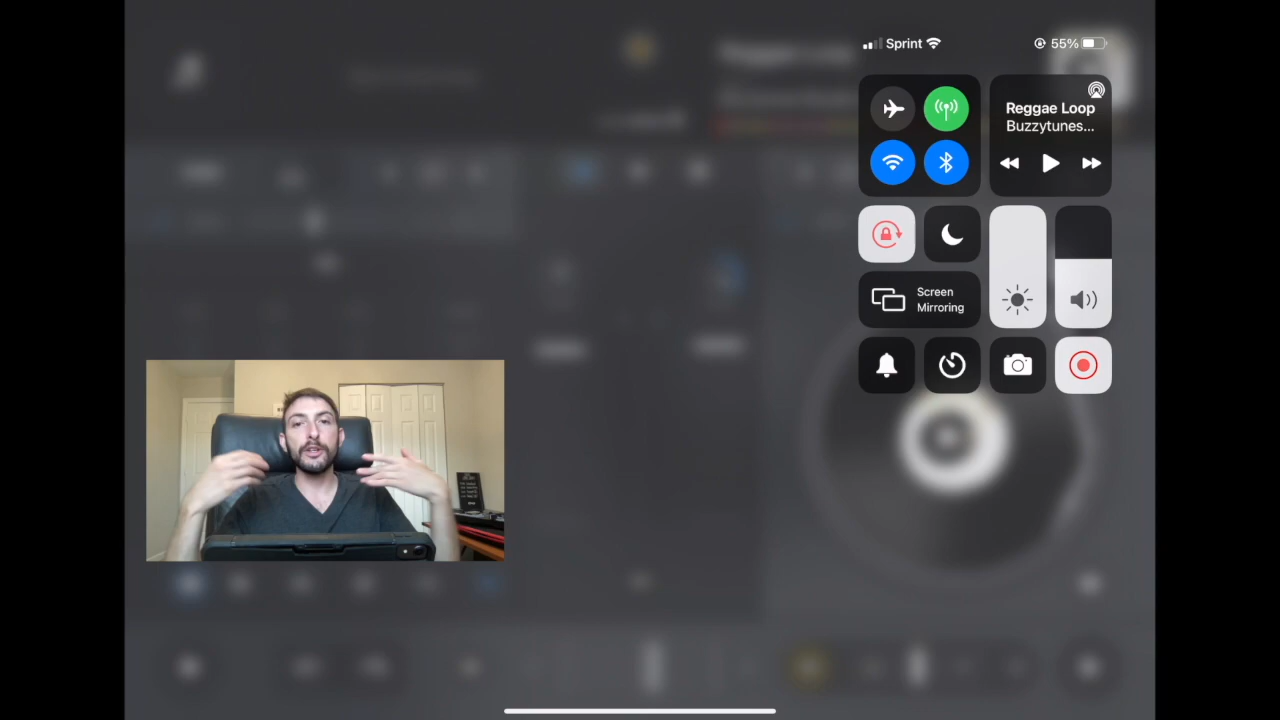 Sprint
55%
Reggae Loop
Buzzytunes...
Screen
Mirroring